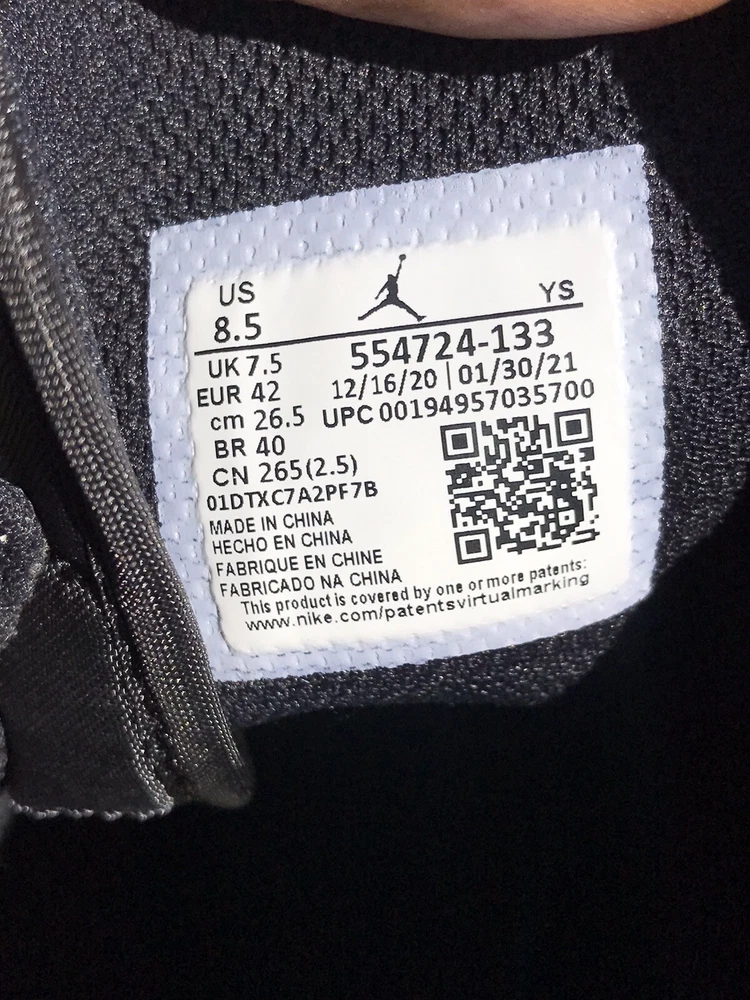 US YS
8.5
UK 7.5 554724-133
EUR 42 12/16/20 | 01/30/21
cm 26.5 UPC 00194957035700
BR 40
CN 265(2.5)
01DTXC7A2PF7B
MADE IN CHINA
HECHO EN CHINA
FABRIQUE EN CHINE
FABRICADO NA CHINA
This product is covered by one or more patents:
www.nike.com/patentsvirtualmarking